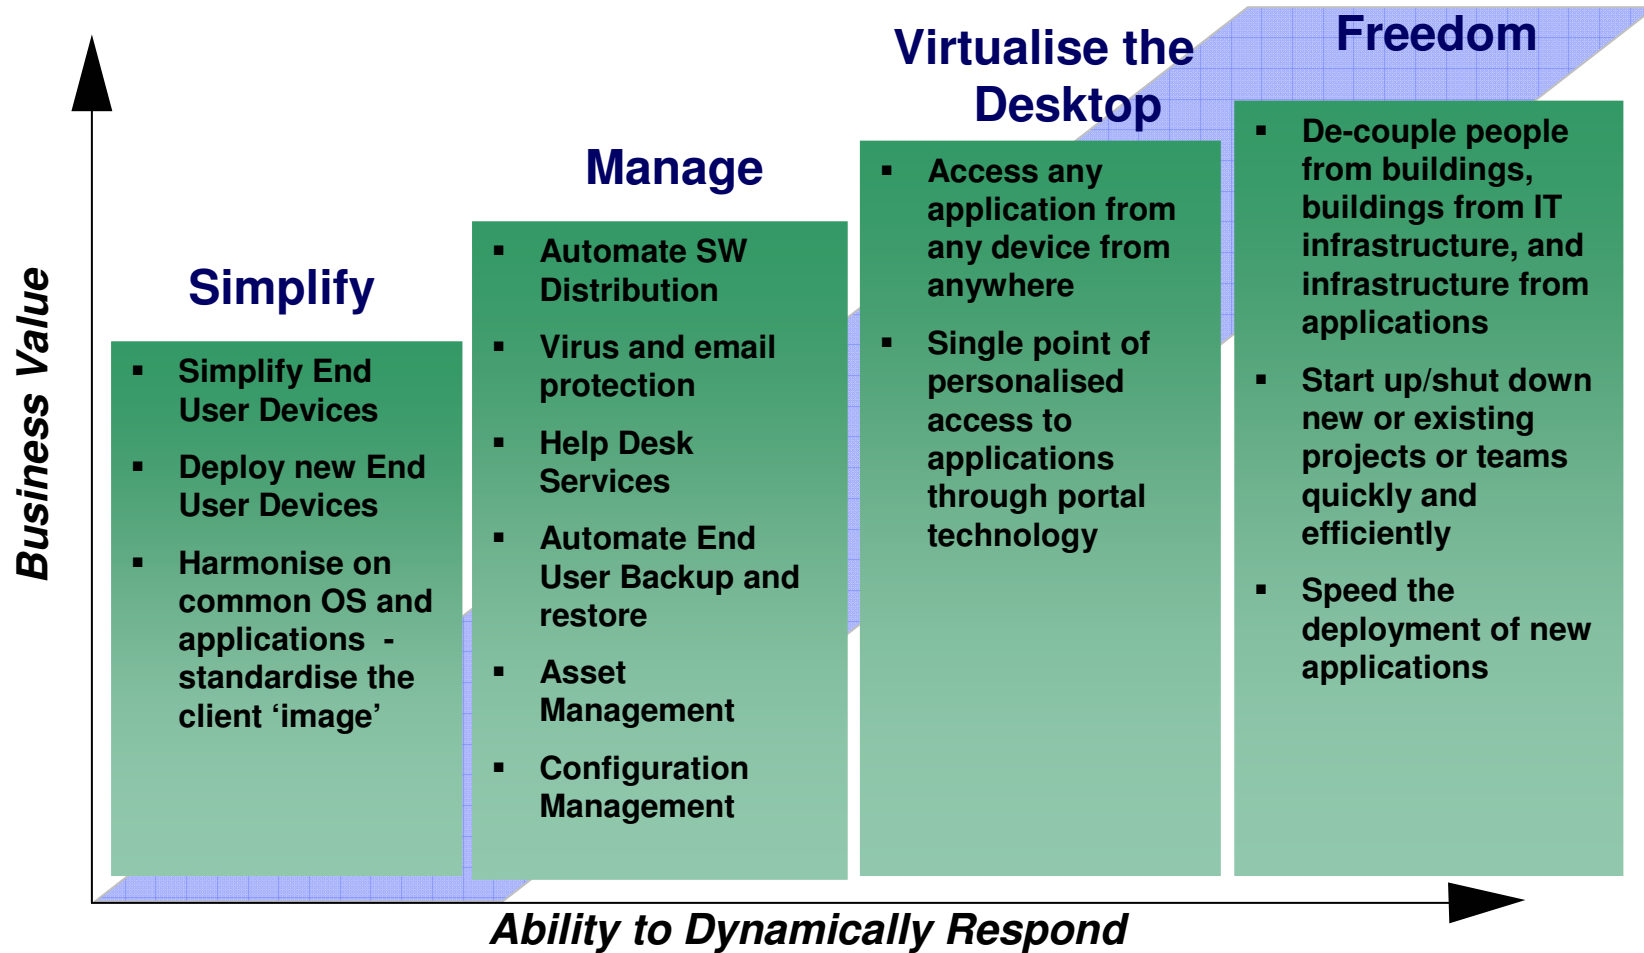 Business Value
Simplify
▪ Simplify End
User Devices
▪ Deploy new End
User Devices
▪ Harmonise on
common OS and
applications  -
standardise the
client ‘image’
Manage
▪ Automate SW
Distribution
▪ Virus and email
protection
▪ Help Desk
Services
▪ Automate End
User Backup and
restore
▪ Asset
Management
▪ Configuration
Management
Virtualise the
Desktop
▪ Access any
application from
any device from
anywhere
▪ Single point of
personalised
access to
applications
through portal
technology
Freedom
▪ De-couple people
from buildings,
buildings from IT
infrastructure, and
infrastructure from
applications
▪ Start up/shut down
new or existing
projects or teams
quickly and
efficiently
▪ Speed the
deployment of new
applications
Ability to Dynamically Respond